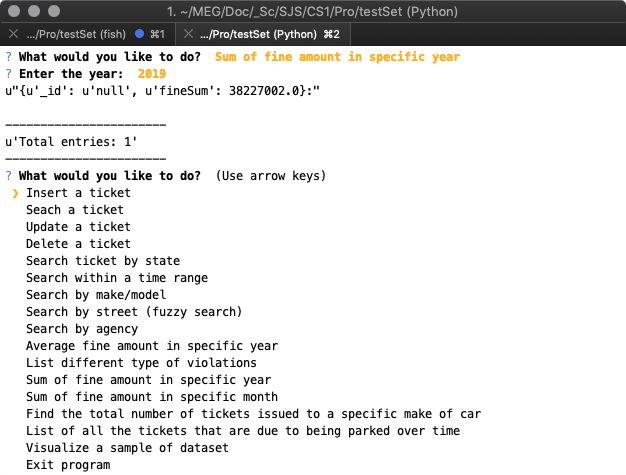 1. ~/MEG/Doc/_Sc/SJS/CS1/Pro/testSet (Python)
.../Pro/testSet (fish) ⌘1 .../Pro/testSet (Python) ⌘2
? What would you like to do? Sum of fine amount in specific year
? Enter the year: 2019
u"{u'_id': u'null', u'fineSum': 38227002.0}:"
-----------------------
u'Total entries: 1'
-----------------------
? What would you like to do? (Use arrow keys)
❯ Insert a ticket
Seach a ticket
Update a ticket
Delete a ticket
Search ticket by state
Search within a time range
Search by make/model
Search by street (fuzzy search)
Search by agency
Average fine amount in specific year
List different type of violations
Sum of fine amount in specific year
Sum of fine amount in specific month
Find the total number of tickets issued to a specific make of car
List of all the tickets that are due to being parked over time
Visualize a sample of dataset
Exit program